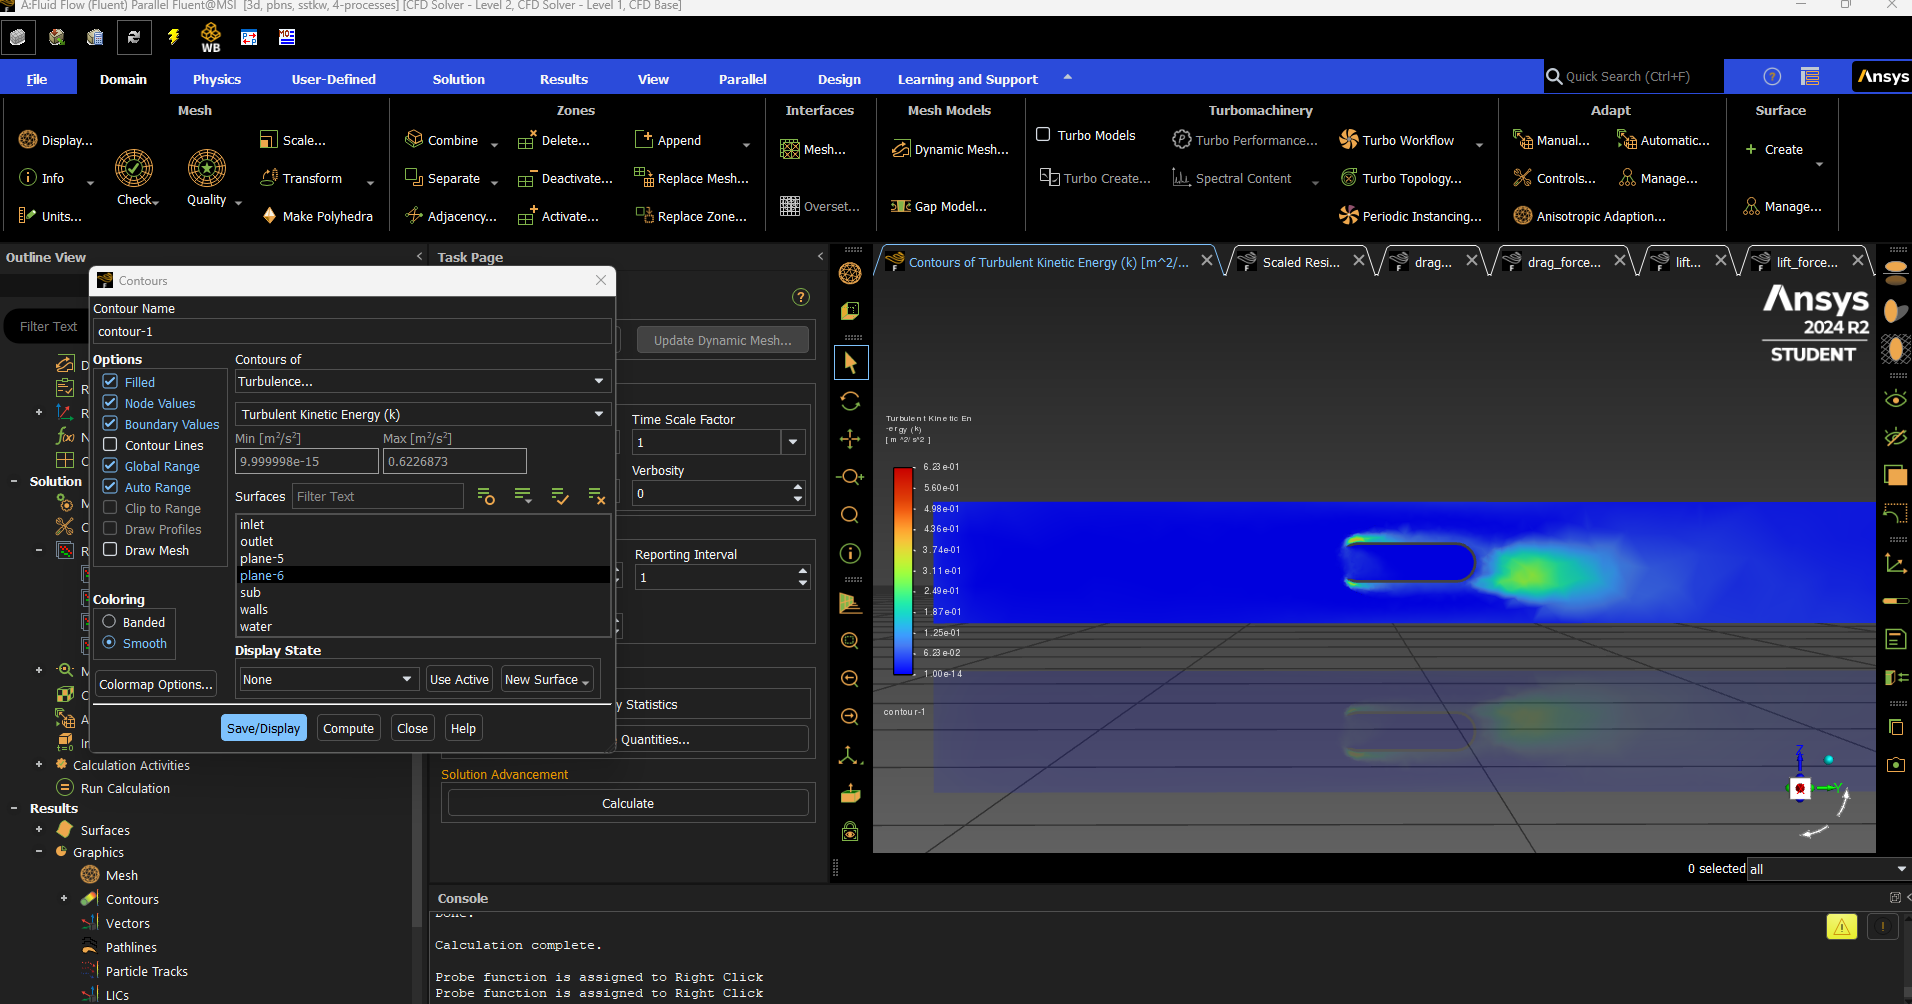 A:Fluid Flow (Fluent) Parallel Fluent@MSI [3d, pbns, sstkw, 4-processes] [CFD Solver - Level 2, CFD Solver - Level 1, CFD Base]
WB
File Domain Physics User-Defined Solution Results View Parallel Design Learning and Support Quick Search (Ctrl+F) Ansys
Mesh Zones Interfaces Mesh Models Turbomachinery Adapt Surface
Display... Scale... Combine Delete... Append Mesh... Dynamic Mesh... Turbo Models Turbo Performance... Turbo Workflow Manual... Automatic... Create
Info Check Quality Transform Separate Deactivate... Replace Mesh... Turbo Create... Spectral Content Turbo Topology... Controls... Manage...
Units... Make Polyhedra Adjacency... Activate... Replace Zone... Overset... Gap Model... Periodic Instancing... Anisotropic Adaption... Manage...
Outline View
Task Page
Contours of Turbulent Kinetic Energy (k) [m^2/...
Scaled Resi...
drag...
drag_force...
lift...
lift_force...
Filter Text
Contours
Contour Name
contour-1
Options
Filled
Node Values
Boundary Values
Contour Lines
Global Range
Auto Range
Clip to Range
Draw Profiles
Draw Mesh
Coloring
Banded
Smooth
Colormap Options...
Contours of
Turbulence...
Turbulent Kinetic Energy (k)
Min [m²/s²] Max [m²/s²]
9.999998e-15 0.6226873
Surfaces Filter Text
inlet
outlet
plane-5
plane-6
sub
walls
water
Display State
None Use Active New Surface
Save/Display Compute Close Help
Update Dynamic Mesh...
Time Scale Factor
1
Verbosity
0
Reporting Interval
1
y Statistics
Quantities...
Solution Advancement
Calculate
Solution
Calculation Activities
Run Calculation
Results
Surfaces
Graphics
Mesh
Contours
Vectors
Pathlines
Particle Tracks
LICs
Ansys
2024 R2
STUDENT
Turbulent Kinetic En
-ergy (k)
[ m^2/s^2 ]
6.23e-01
5.60e-01
4.98e-01
4.36e-01
3.74e-01
3.11e-01
2.49e-01
1.87e-01
1.25e-01
6.23e-02
1.00e-14
contour-1
Z
Y
0 selected all
Console
Done.
Calculation complete.
Probe function is assigned to Right Click
Probe function is assigned to Right Click